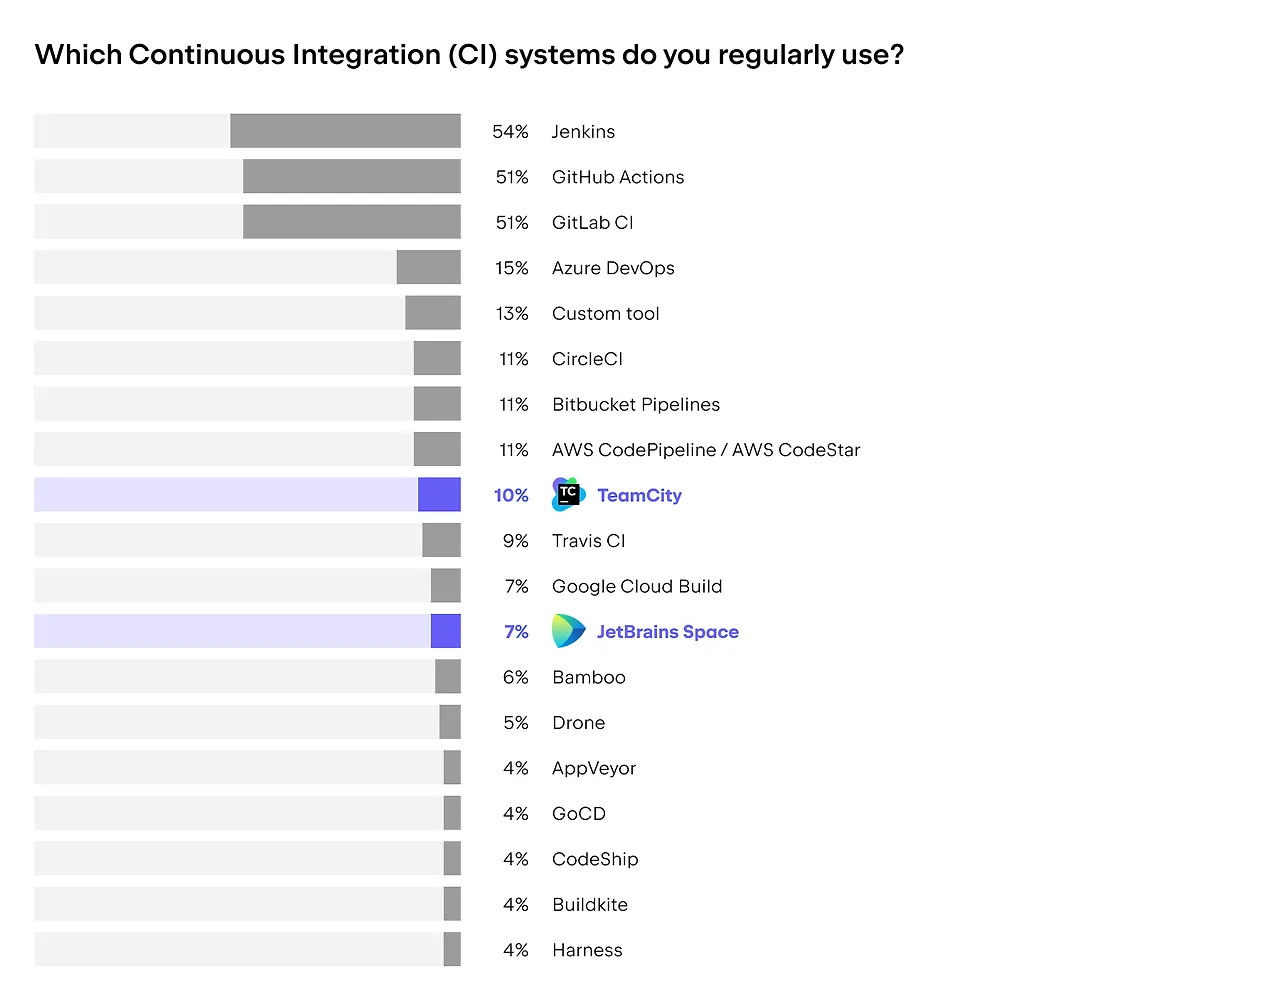 Which Continuous Integration (CI) systems do you regularly use?
54% Jenkins
51% GitHub Actions
51% GitLab CI
15% Azure DevOps
13% Custom tool
11% CircleCI
11% Bitbucket Pipelines
11% AWS CodePipeline / AWS CodeStar
10% TC TeamCity
9% Travis CI
7% Google Cloud Build
7% JetBrains Space
6% Bamboo
5% Drone
4% AppVeyor
4% GoCD
4% CodeShip
4% Buildkite
4% Harness